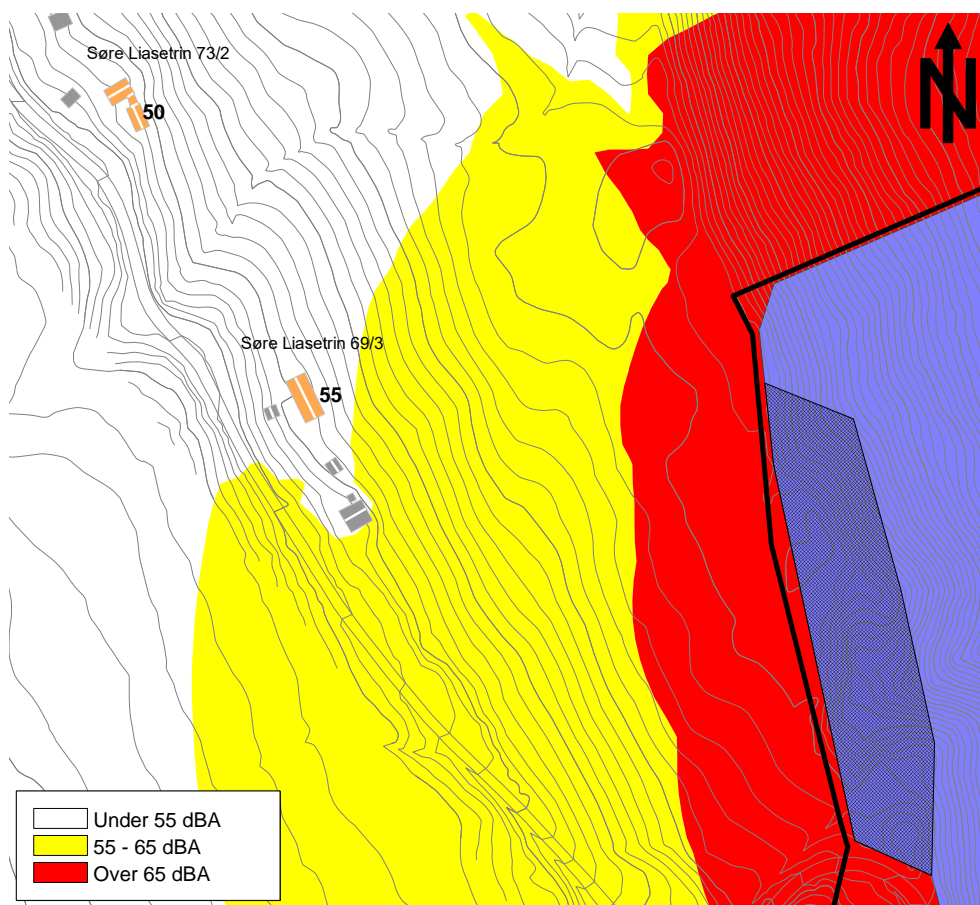 Søre Liasetrin 73/2
50
N
Søre Liasetrin 69/3
55
Under 55 dBA
55 - 65 dBA
Over 65 dBA